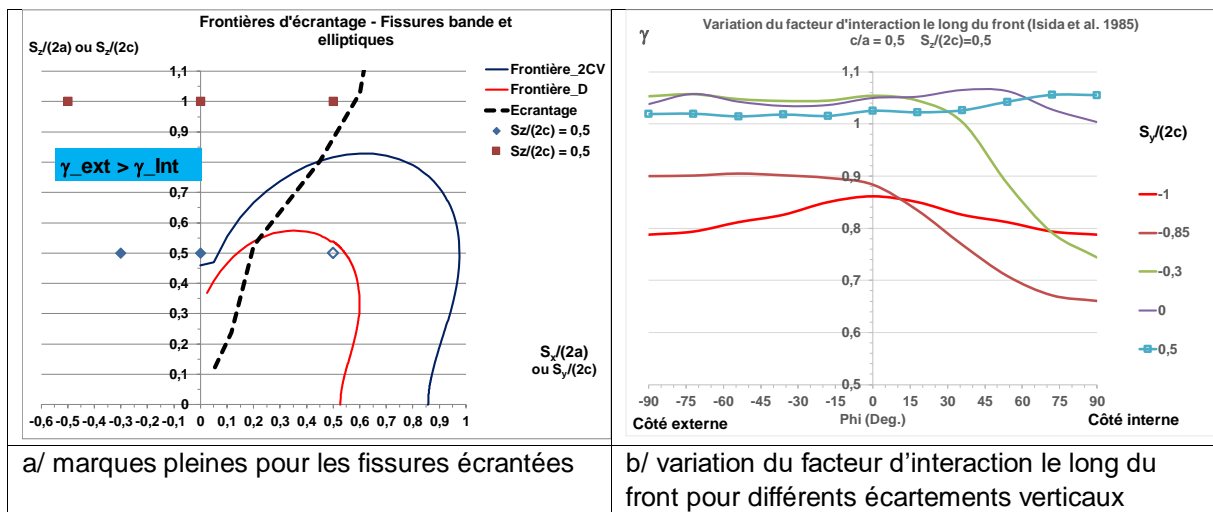 Frontières d'écrantage - Fissures bande et
elliptiques
Sz/(2a) ou Sz/(2c)
1,1
1
0,9
0,8
0,7
0,6
0,5
0,4
0,3
0,2
0,1
0
-0,6 -0,5 -0,4 -0,3 -0,2 -0,1 0 0,1 0,2 0,3 0,4 0,5 0,6 0,7 0,8 0,9 1
γ_ext > γ_Int
Frontière_2CV
Frontière_D
Ecrantage
Sz/(2c) = 0,5
Sz/(2c) = 0,5
Sx/(2a)
ou Sy/(2c)
γ
Variation du facteur d'interaction le long du front (Isida et al. 1985)
c/a = 0,5 Sz/(2c)=0,5
1,1
1
0,9
0,8
0,7
0,6
0,5
-90 -75 -60 -45 -30 -15 0 15 30 45 60 75 90
Côté externe
Phi (Deg.)
Côté interne
Sy/(2c)
-1
-0,85
-0,3
0
0,5
a/ marques pleines pour les fissures écrantées
b/ variation du facteur d'interaction le long du
front pour différents écartements verticaux